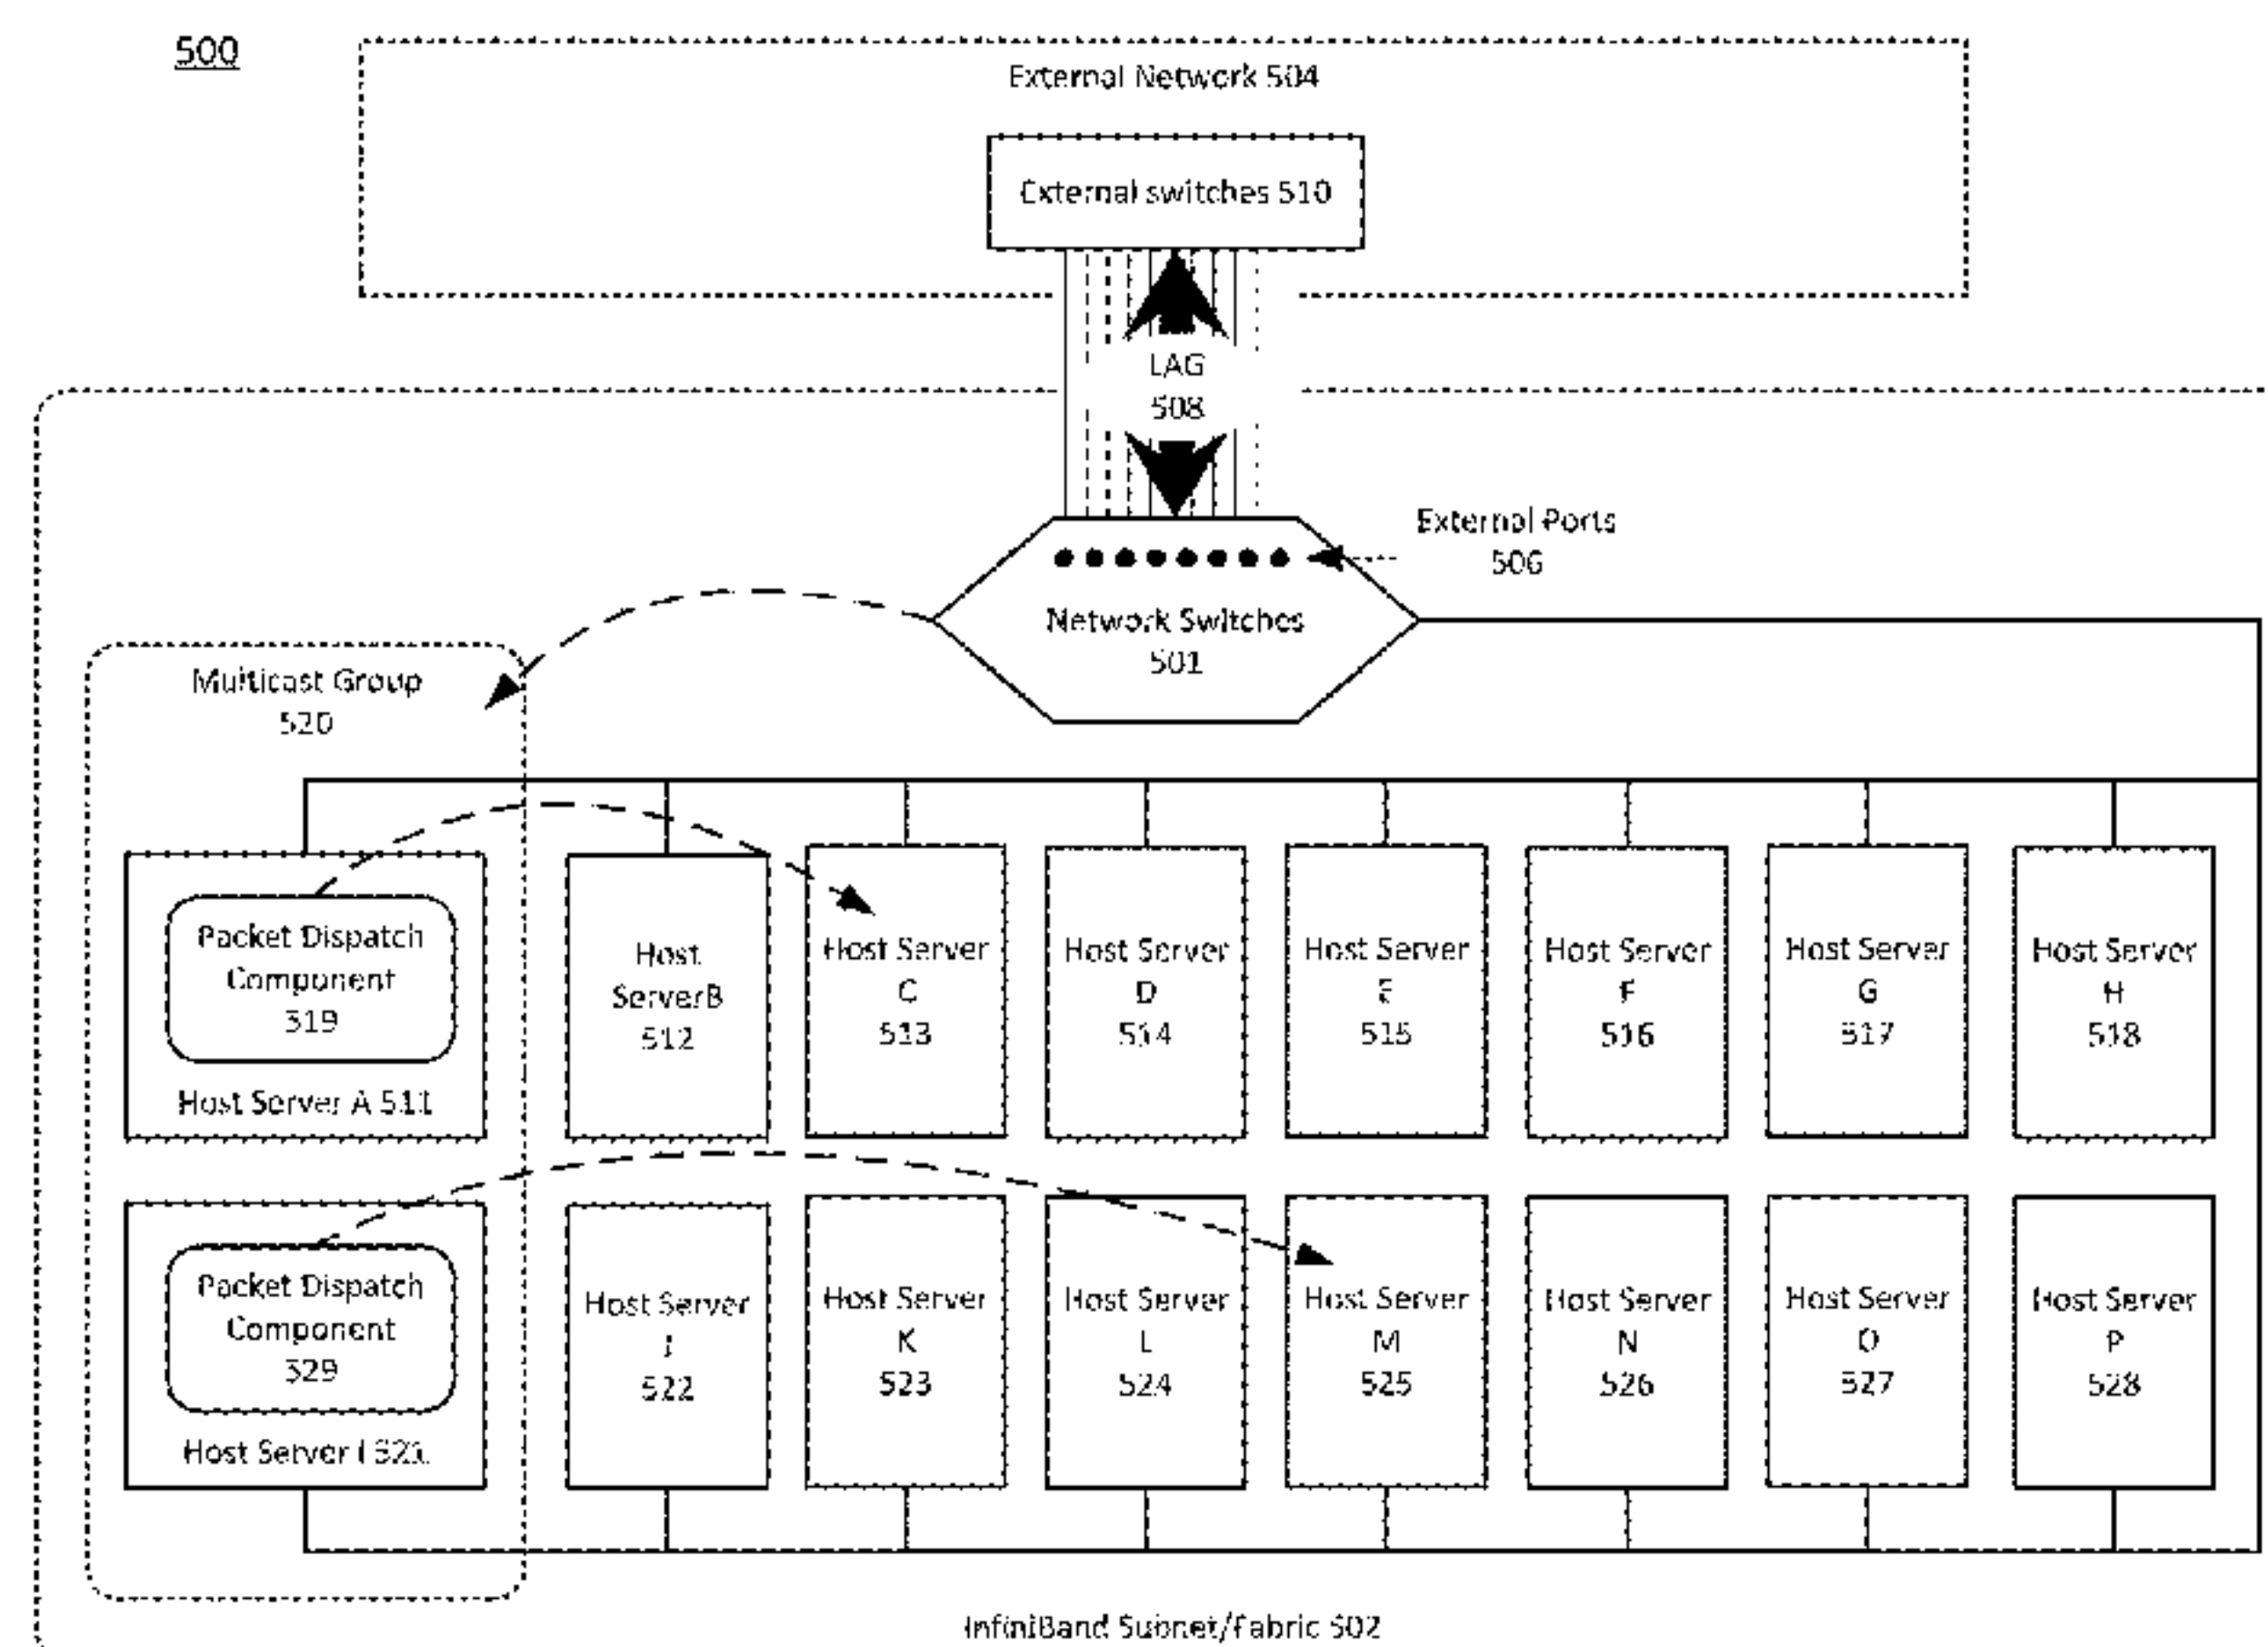 500
External Network 504
External switches 510
LAG
508
External Ports
506
Network Switches
501
Multicast Group
520
Packet Dispatch
Component
519
Host Server A 511
Host
ServerB
512
Host Server
C
513
Host Server
D
514
Host Server
E
515
Host Server
F
516
Host Server
G
517
Host Server
H
518
Packet Dispatch
Component
529
Host Server I 521
Host Server
J
522
Host Server
K
523
Host Server
L
524
Host Server
M
525
Host Server
N
526
Host Server
O
527
Host Server
P
528
InfiniBand Subnet/Fabric 502